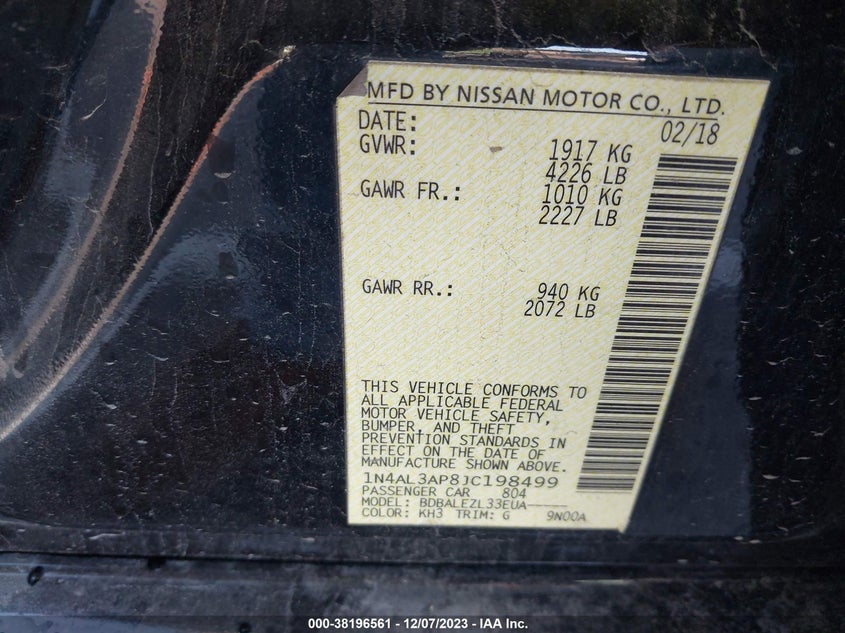 MFD BY NISSAN MOTOR CO., LTD.
DATE: 02/18
GVWR: 1917 KG
4226 LB
GAWR FR.: 1010 KG
2227 LB
GAWR RR.: 940 KG
2072 LB
THIS VEHICLE CONFORMS TO
ALL APPLICABLE FEDERAL
MOTOR VEHICLE SAFETY,
BUMPER, AND THEFT
PREVENTION STANDARDS IN
EFFECT ON THE DATE OF
MANUFACTURE SHOWN ABOVE.
1N4AL3AP8JC198499
PASSENGER CAR 804
MODEL: BDBALEZL33EUA-----
COLOR: KH3 TRIM: G 9N00A
000-38196561 - 12/07/2023 - © IAA Inc.